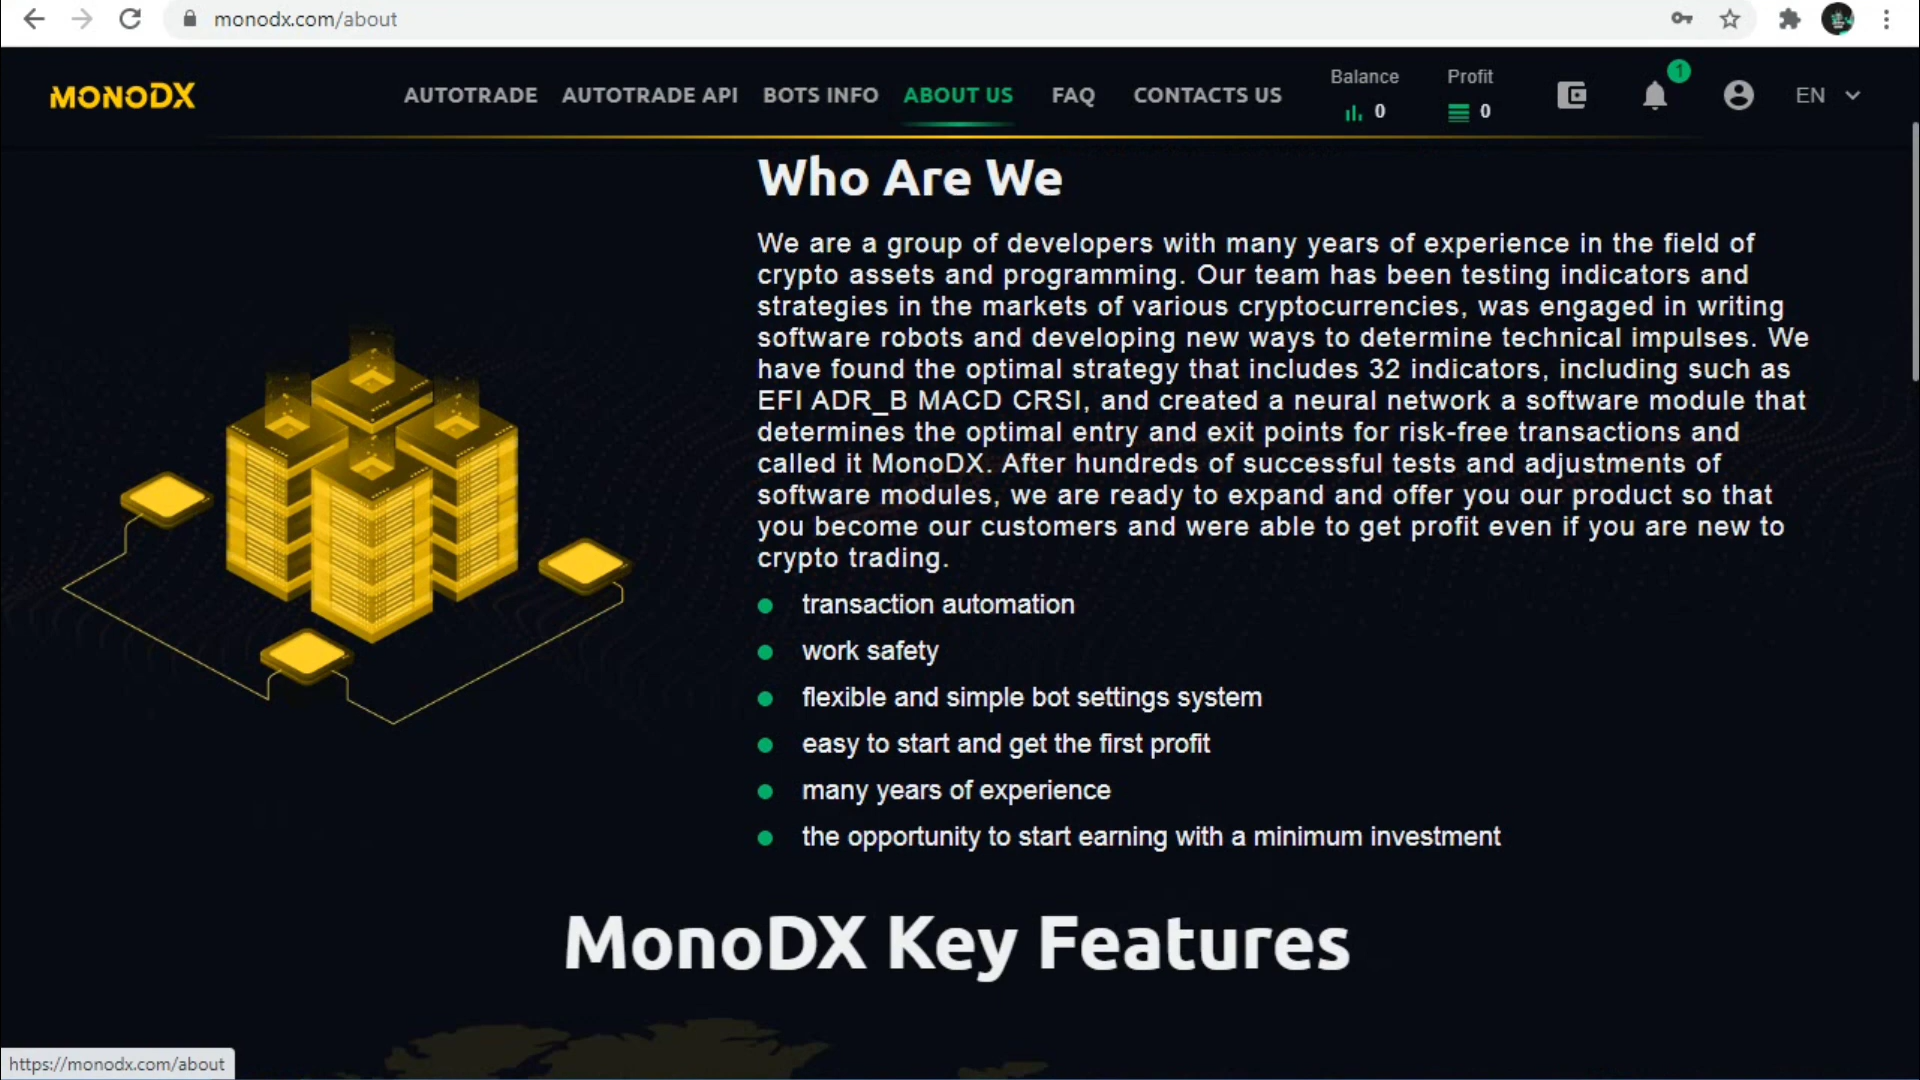 monodx.com/about
MONODX
AUTOTRADE
AUTOTRADE API
BOTS INFO
ABOUT US
FAQ
CONTACTS US
Balance
0
Profit
0
1
EN
Who Are We
We are a group of developers with many years of experience in the field of
crypto assets and programming. Our team has been testing indicators and
strategies in the markets of various cryptocurrencies, was engaged in writing
software robots and developing new ways to determine technical impulses. We
have found the optimal strategy that includes 32 indicators, including such as
EFI ADR_B MACD CRSI, and created a neural network a software module that
determines the optimal entry and exit points for risk-free transactions and
called it MonoDX. After hundreds of successful tests and adjustments of
software modules, we are ready to expand and offer you our product so that
you become our customers and were able to get profit even if you are new to
crypto trading.
transaction automation
work safety
flexible and simple bot settings system
easy to start and get the first profit
many years of experience
the opportunity to start earning with a minimum investment
MonoDX Key Features
https://monodx.com/about